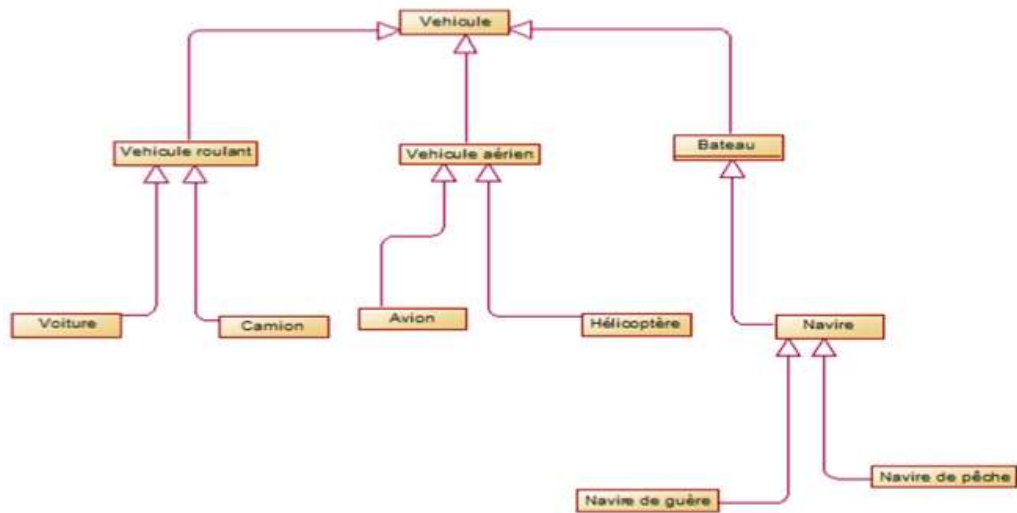 Vehicule
Vehicule roulant
Vehicule aérien
Bateau
Voiture
Camion
Avion
Hélicoptère
Navire
Navire de guère
Navire de pêche